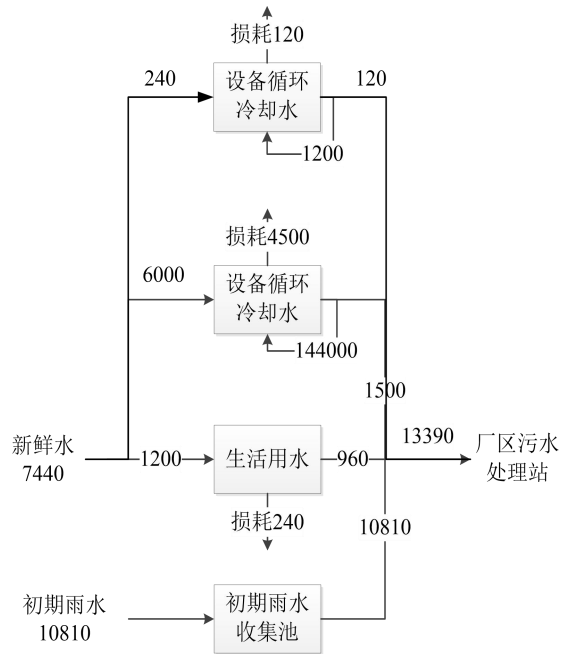 损耗120
240
设备循环
冷却水
120
1200
损耗4500
6000
设备循环
冷却水
144000
1500
新鲜水
7440
1200
生活用水
960
13390
厂区污水
处理站
损耗240
10810
初期雨水
10810
初期雨水
收集池